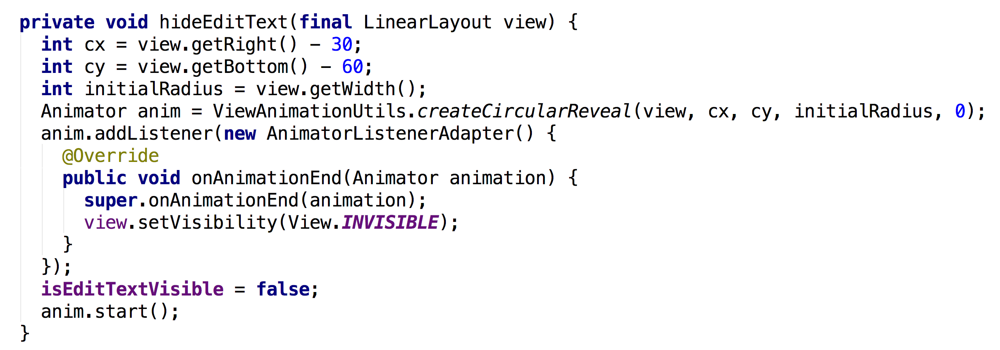 private void hideEditText(final LinearLayout view) {
  int cx = view.getRight() - 30;
  int cy = view.getBottom() - 60;
  int initialRadius = view.getWidth();
  Animator anim = ViewAnimationUtils.createCircularReveal(view, cx, cy, initialRadius, 0);
  anim.addListener(new AnimatorListenerAdapter() {
    @Override
    public void onAnimationEnd(Animator animation) {
      super.onAnimationEnd(animation);
      view.setVisibility(View.INVISIBLE);
    }
  });
  isEditTextVisible = false;
  anim.start();
}